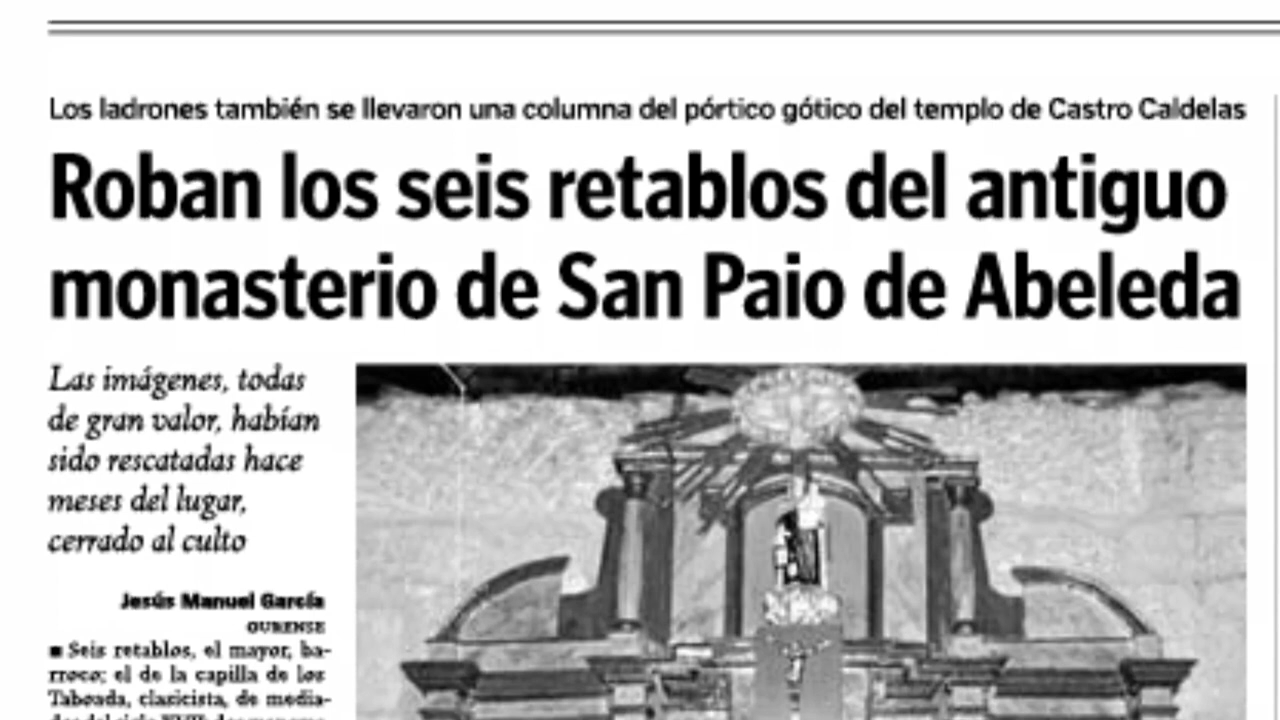 Los ladrones también se llevaron una columna del pórtico gótico del templo de Castro Caldelas
Roban los seis retablos del antiguo
monasterio de San Paio de Abeleda
Las imágenes, todas
de gran valor, habían
sido rescatadas hace
meses del lugar,
cerrado al culto
Jesús Manuel García
OURENSE
■ Seis retablos, el mayor, ba-
rroco; el de la capilla de los
Taboada, clasicista, de media-